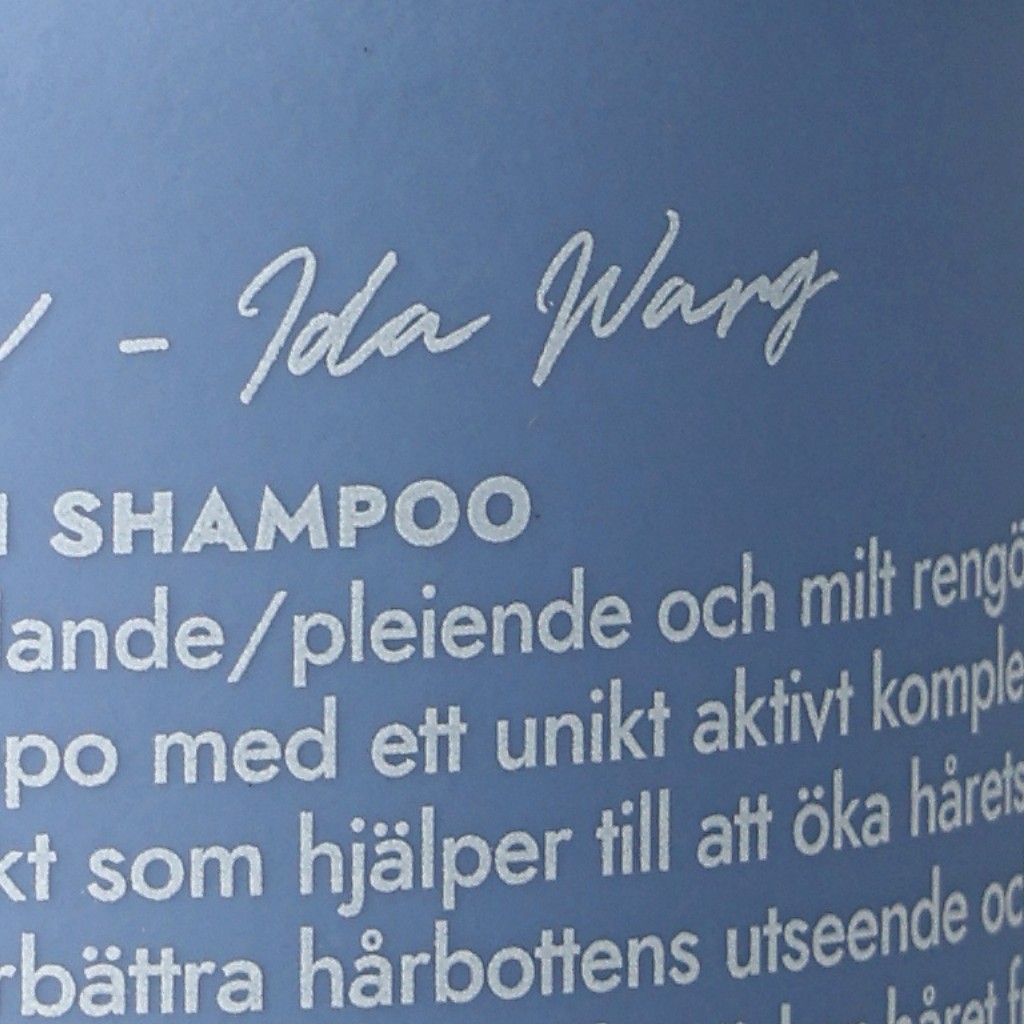 - Ida Warg
SHAMPOO
ande/pleiende och milt rengö
po med ett unikt aktivt komple
kt som hjälper till att öka hårets
rbättra hårbottens utseende oc
håret f